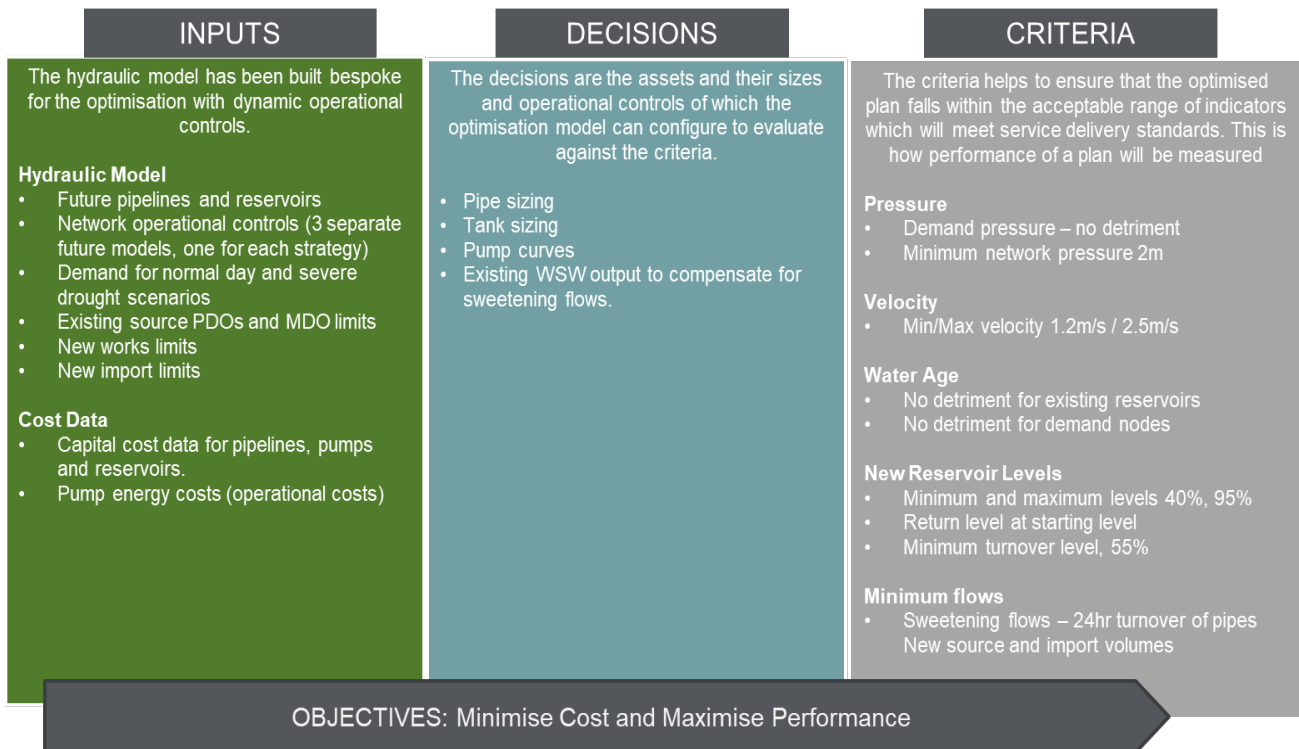 INPUTS
The hydraulic model has been built bespoke
for the optimisation with dynamic operational
controls.
Hydraulic Model
• Future pipelines and reservoirs
• Network operational controls (3 separate
future models, one for each strategy)
• Demand for normal day and severe
drought scenarios
• Existing source PDOs and MDO limits
• New works limits
• New import limits
Cost Data
• Capital cost data for pipelines, pumps
and reservoirs.
• Pump energy costs (operational costs)
DECISIONS
The decisions are the assets and their sizes
and operational controls of which the
optimisation model can configure to evaluate
against the criteria.
• Pipe sizing
• Tank sizing
• Pump curves
• Existing WSW output to compensate for
sweetening flows.
CRITERIA
The criteria helps to ensure that the optimised
plan falls within the acceptable range of indicators
which will meet service delivery standards. This is
how performance of a plan will be measured
Pressure
• Demand pressure – no detriment
• Minimum network pressure 2m
Velocity
• Min/Max velocity 1.2m/s / 2.5m/s
Water Age
• No detriment for existing reservoirs
• No detriment for demand nodes
New Reservoir Levels
• Minimum and maximum levels 40%, 95%
• Return level at starting level
• Minimum turnover level, 55%
Minimum flows
• Sweetening flows – 24hr turnover of pipes
New source and import volumes
OBJECTIVES: Minimise Cost and Maximise Performance